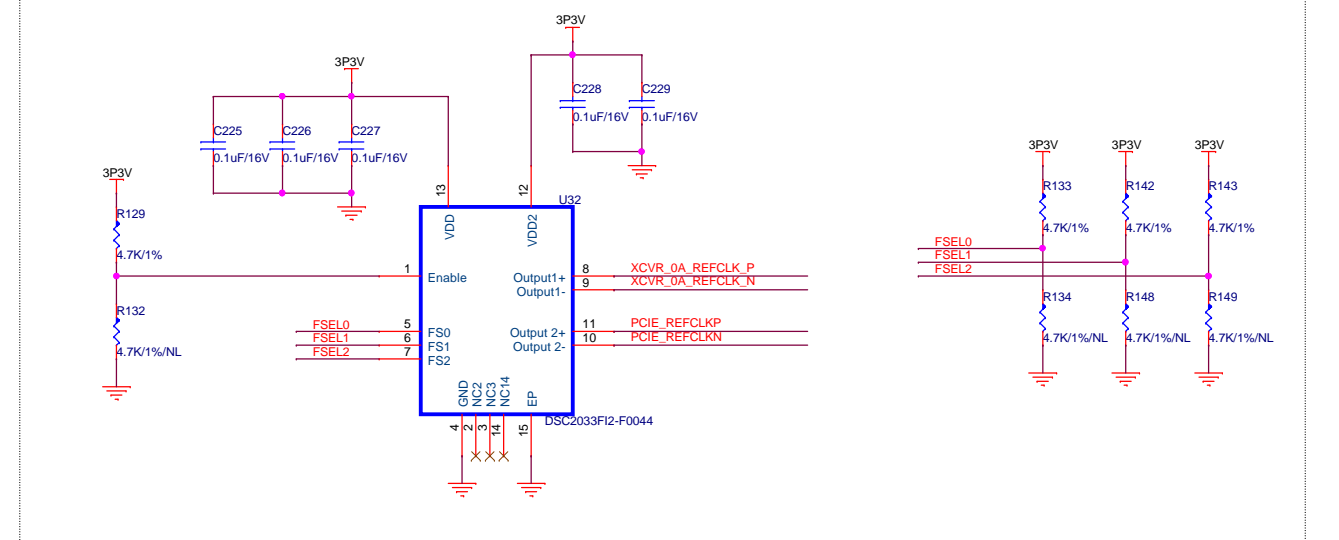 3P3V
3P3V
C228
C229
0.1uF/16V
0.1uF/16V
C225
C226
C227
0.1uF/16V
0.1uF/16V
0.1uF/16V
3P3V
3P3V
3P3V
3P3V
R129
4.7K/1%
R132
4.7K/1%/NL
13
12
U32
VDD
VDD2
1
Enable
5
FS0
6
FS1
7
FS2
FSEL0
FSEL1
FSEL2
Output1+
8
XCVR_0A_REFCLK_P
Output1-
9
XCVR_0A_REFCLK_N
Output 2+
11
PCIE_REFCLKP
Output 2-
10
PCIE_REFCLKN
GND
NC2
NC3
NC14
EP
4
2
3
14
15
DSC2033FI2-F0044
R133
R142
R143
4.7K/1%
4.7K/1%
4.7K/1%
FSEL0
FSEL1
FSEL2
R134
R148
R149
4.7K/1%/NL
4.7K/1%/NL
4.7K/1%/NL